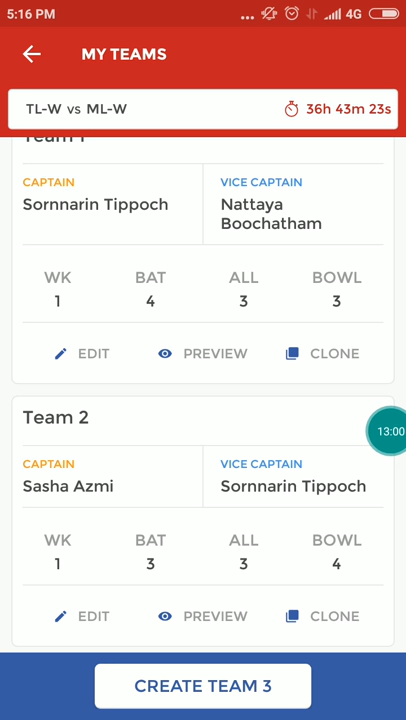 5:16 PM ... 4G
MY TEAMS
TL-W vs ML-W 36h 43m 23s
Team 1
CAPTAIN VICE CAPTAIN
Sornnarin Tippoch Nattaya
Boochatham
WK BAT ALL BOWL
1 4 3 3
EDIT PREVIEW CLONE
Team 2
13:00
CAPTAIN VICE CAPTAIN
Sasha Azmi Sornnarin Tippoch
WK BAT ALL BOWL
1 3 3 4
EDIT PREVIEW CLONE
CREATE TEAM 3